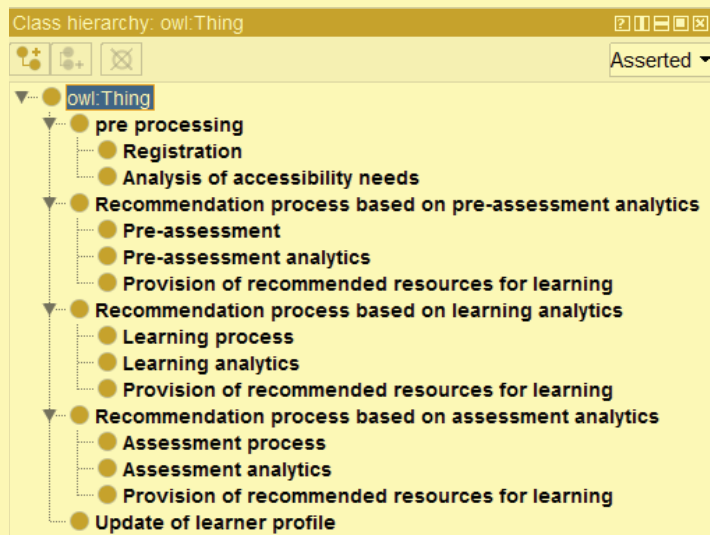 Class hierarchy: owl:Thing
Asserted
owl:Thing
pre processing
Registration
Analysis of accessibility needs
Recommendation process based on pre-assessment analytics
Pre-assessment
Pre-assessment analytics
Provision of recommended resources for learning
Recommendation process based on learning analytics
Learning process
Learning analytics
Provision of recommended resources for learning
Recommendation process based on assessment analytics
Assessment process
Assessment analytics
Provision of recommended resources for learning
Update of learner profile